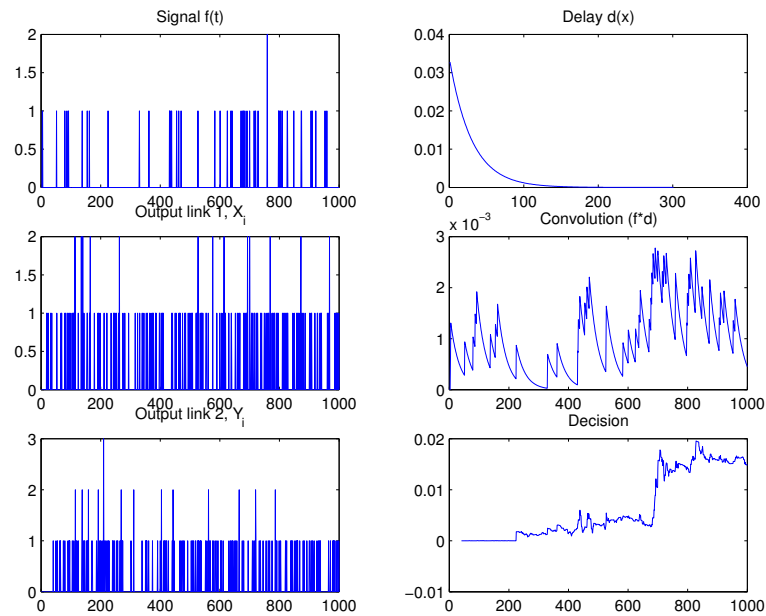 Signal f(t)
2
1.5
1
0.5
0
0 200 400 600 800 1000
Delay d(x)
0.04
0.03
0.02
0.01
0
0 100 200 300 400
Output link 1, X_i
2
1.5
1
0.5
0
0 200 400 600 800 1000
x 10^-3
Convolution (f*d)
3
2
1
0
0 200 400 600 800 1000
Output link 2, Y_i
3
2
1
0
0 200 400 600 800 1000
Decision
0.02
0.01
0
−0.01
0 200 400 600 800 1000